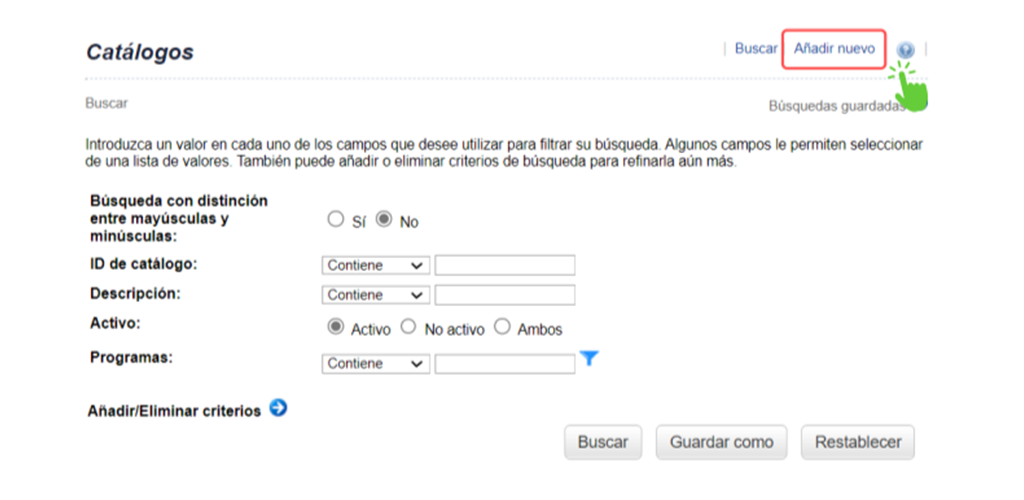 Catálogos
Buscar Añadir nuevo
Buscar
Búsquedas guardadas
Introduzca un valor en cada uno de los campos que desee utilizar para filtrar su búsqueda. Algunos campos le permiten seleccionar
de una lista de valores. También puede añadir o eliminar criterios de búsqueda para refinarla aún más.
Búsqueda con distinción
entre mayúsculas y
minúsculas:
Sí No
ID de catálogo: Contiene
Descripción: Contiene
Activo: Activo No activo Ambos
Programas: Contiene
Añadir/Eliminar criterios
Buscar Guardar como Restablecer